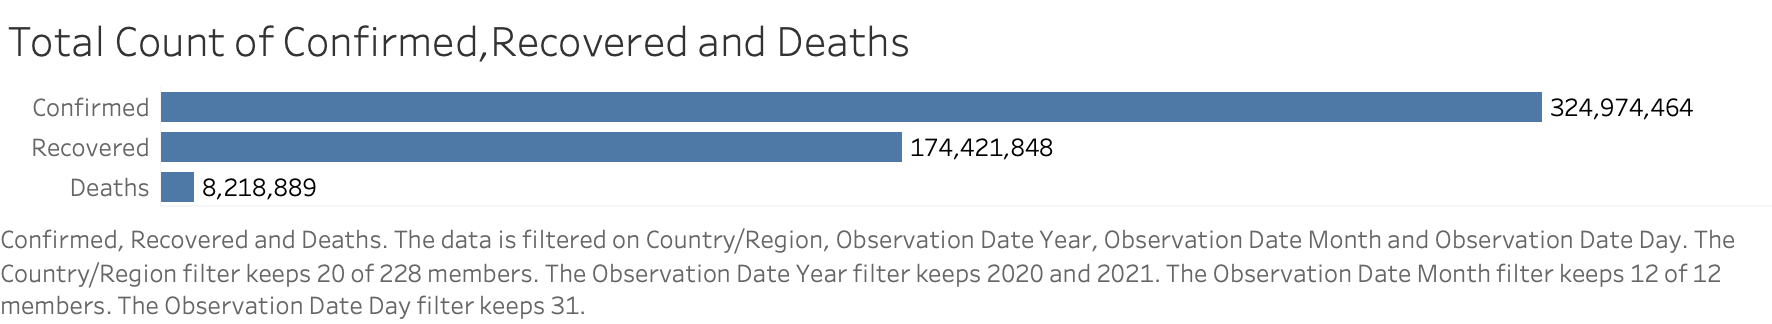 Total Count of Confirmed,Recovered and Deaths
Confirmed 324,974,464
Recovered 174,421,848
Deaths 8,218,889
Confirmed, Recovered and Deaths. The data is filtered on Country/Region, Observation Date Year, Observation Date Month and Observation Date Day. The
Country/Region filter keeps 20 of 228 members. The Observation Date Year filter keeps 2020 and 2021. The Observation Date Month filter keeps 12 of 12
members. The Observation Date Day filter keeps 31.